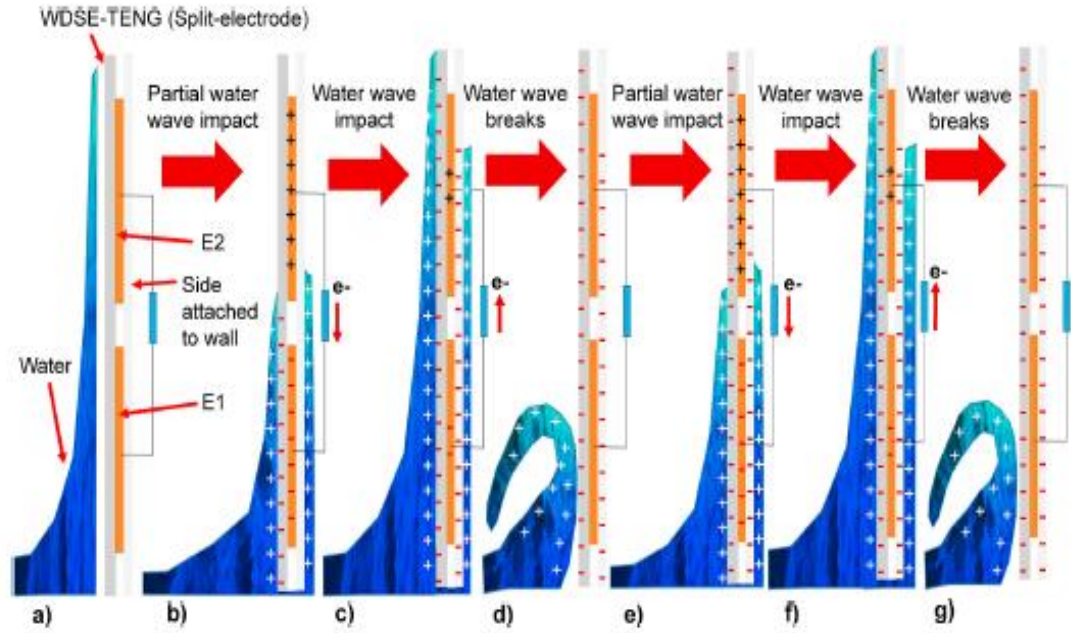 WDSE-TENG (Split-electrode)
Partial water
wave impact
Water wave
impact
Water wave
breaks
Partial water
wave impact
Water wave
impact
Water wave
breaks
E2
Side
attached
to wall
Water
E1
e-
e-
e-
e-
a)
b)
c)
d)
e)
f)
g)